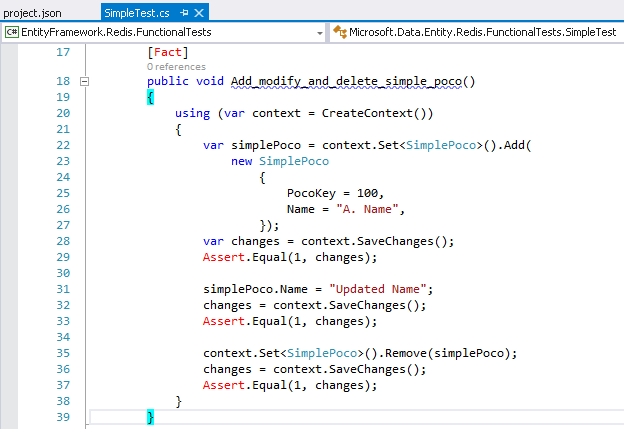 project.json
SimpleTest.cs
C# EntityFramework.Redis.FunctionalTests
Microsoft.Data.Entity.Redis.FunctionalTests.SimpleTest
17 [Fact]
0 references
18 public void Add_modify_and_delete_simple_poco()
19 {
20 using (var context = CreateContext())
21 {
22 var simplePoco = context.Set<SimplePoco>().Add(
23 new SimplePoco
24 {
25 PocoKey = 100,
26 Name = "A. Name",
27 });
28 var changes = context.SaveChanges();
29 Assert.Equal(1, changes);
30
31 simplePoco.Name = "Updated Name";
32 changes = context.SaveChanges();
33 Assert.Equal(1, changes);
34
35 context.Set<SimplePoco>().Remove(simplePoco);
36 changes = context.SaveChanges();
37 Assert.Equal(1, changes);
38 }
39 }